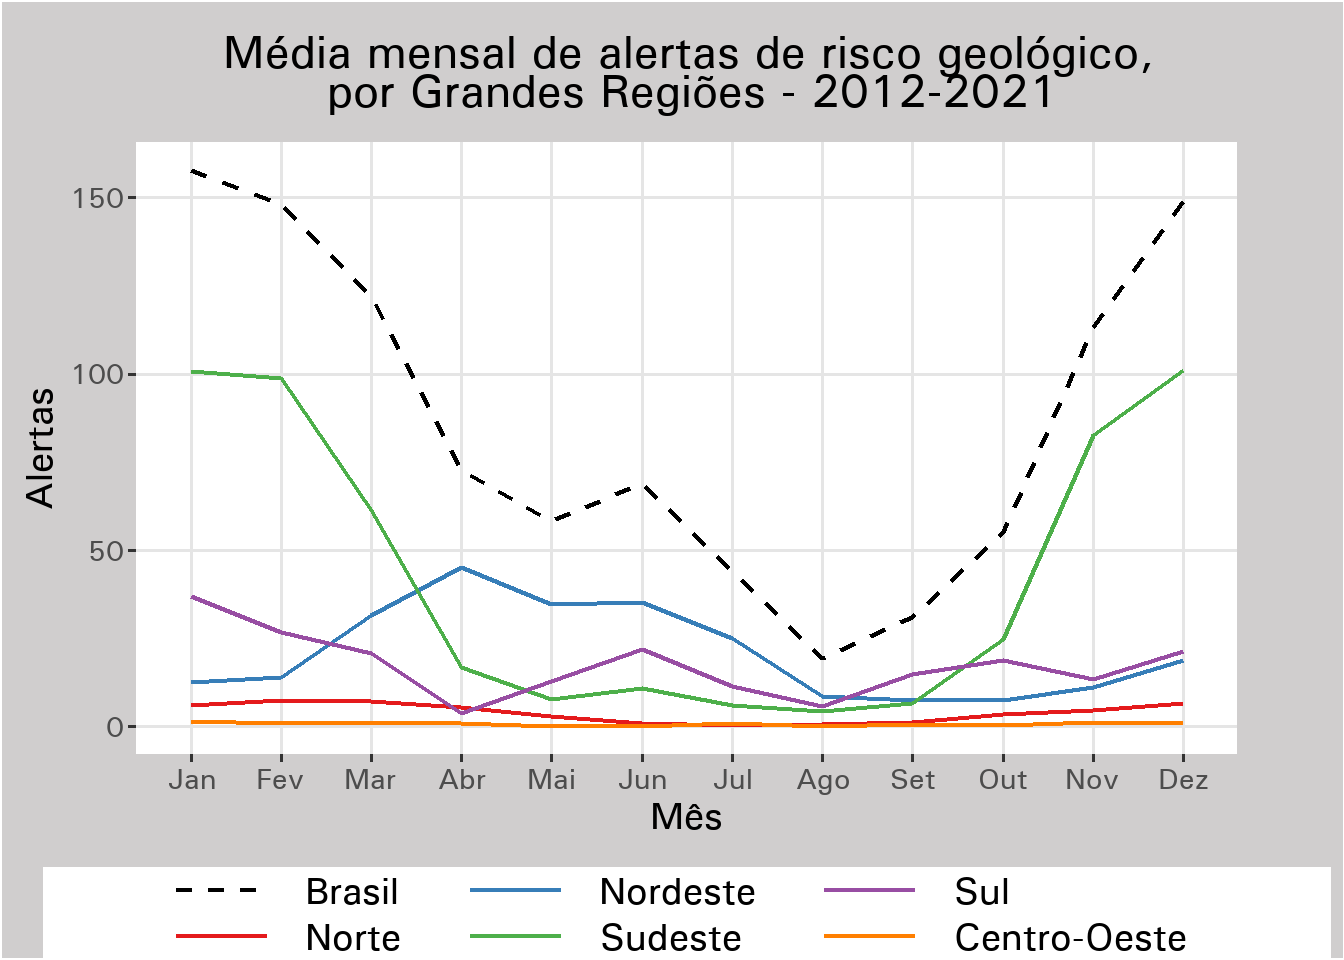 Média mensal de alertas de risco geológico,
por Grandes Regiões - 2012-2021
150
100
50
0
Alertas
Jan Fev Mar Abr Mai Jun Jul Ago Set Out Nov Dez
Mês
Brasil Nordeste Sul
Norte Sudeste Centro-Oeste